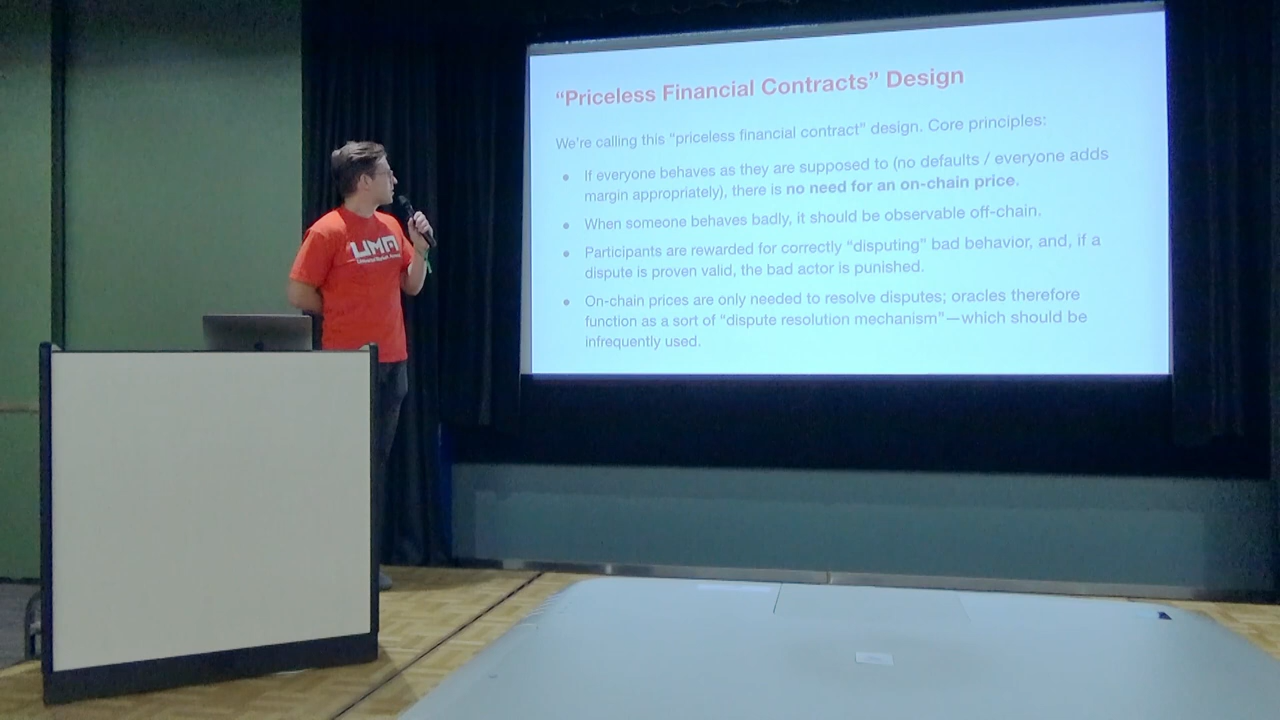 “Priceless Financial Contracts” Design
We’re calling this “priceless financial contract” design. Core principles:
• If everyone behaves as they are supposed to (no defaults / everyone adds
margin appropriately), there is no need for an on-chain price.
• When someone behaves badly, it should be observable off-chain.
• Participants are rewarded for correctly “disputing” bad behavior, and, if a
dispute is proven valid, the bad actor is punished.
• On-chain prices are only needed to resolve disputes; oracles therefore
function as a sort of “dispute resolution mechanism”—which should be
infrequently used.
UMA